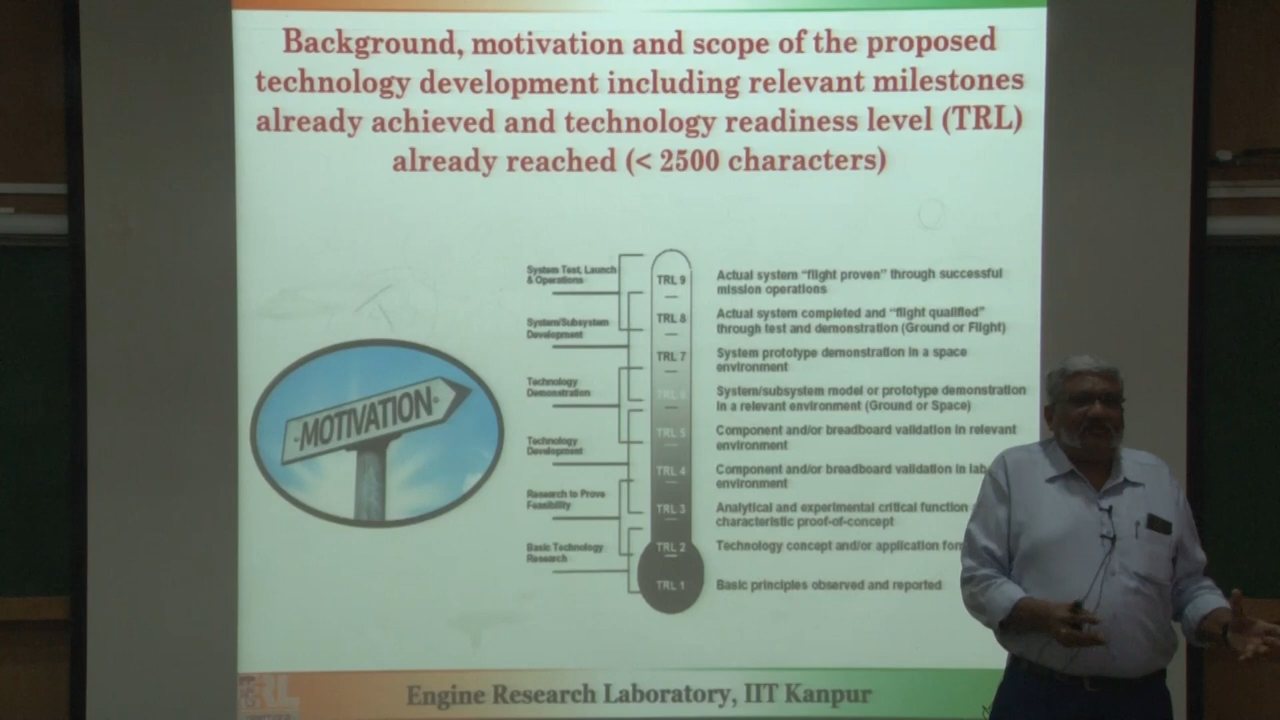 Background, motivation and scope of the proposed
technology development including relevant milestones
already achieved and technology readiness level (TRL)
already reached (< 2500 characters)
MOTIVATION
System Test, Launch
& Operations
System/Subsystem
Development
Technology
Demonstration
Technology
Development
Research to Prove
Feasibility
Basic Technology
Research
TRL 9
TRL 8
TRL 7
TRL 6
TRL 5
TRL 4
TRL 3
TRL 2
TRL 1
Actual system "flight proven" through successful
mission operations
Actual system completed and "flight qualified"
through test and demonstration (Ground or Flight)
System prototype demonstration in a space
environment
System/subsystem model or prototype demonstration
in a relevant environment (Ground or Space)
Component and/or breadboard validation in relevant
environment
Component and/or breadboard validation in lab
environment
Analytical and experimental critical function
characteristic proof-of-concept
Technology concept and/or application
Basic principles observed and reported
Engine Research Laboratory, IIT Kanpur